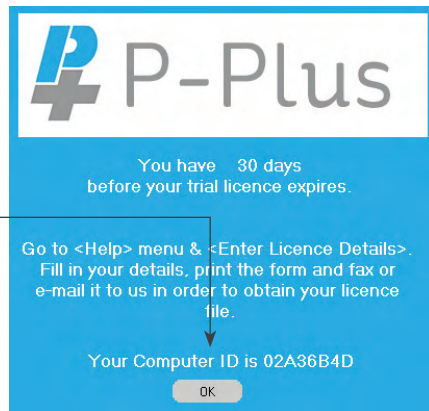 P-Plus
You have 30 days
before your trial licence expires.
Go to <Help> menu & <Enter Licence Details>.
Fill in your details, print the form and fax or
e-mail it to us in order to obtain your licence
file.
Your Computer ID is 02A36B4D
OK